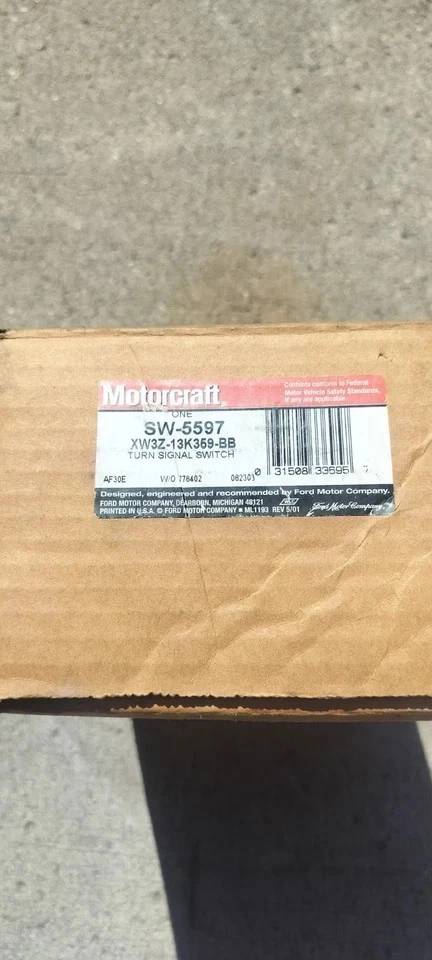 Motorcraft
Contents conform to Federal
Motor Vehicle Safety Standards,
if any are applicable.
ONE
SW-5597
XW3Z-13K359-BB
TURN SIGNAL SWITCH
AF30E W/O 776402 062303
0 31508 33595 7
Designed, engineered and recommended by Ford Motor Company.
FORD MOTOR COMPANY, DEARBORN, MICHIGAN 48121
PRINTED IN U.S.A. © FORD MOTOR COMPANY ■ ML1193 REV 5/01
Ford Motor Company,